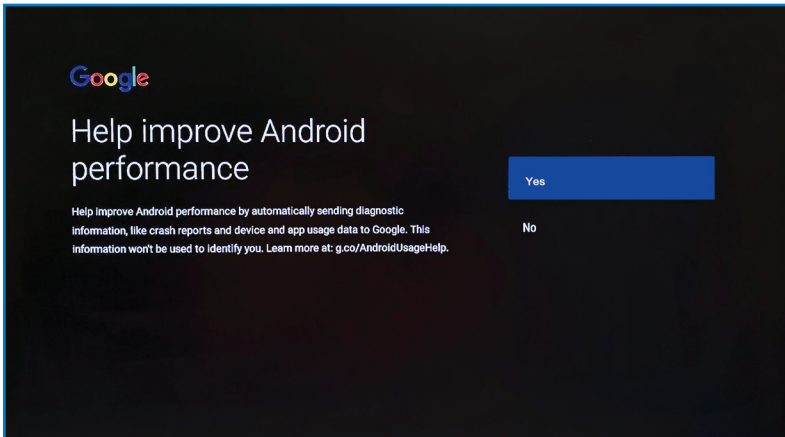 Google
Help improve Android
performance
Help improve Android performance by automatically sending diagnostic
information, like crash reports and device and app usage data to Google. This
information won't be used to identify you. Learn more at: g.co/AndroidUsageHelp.
Yes
No